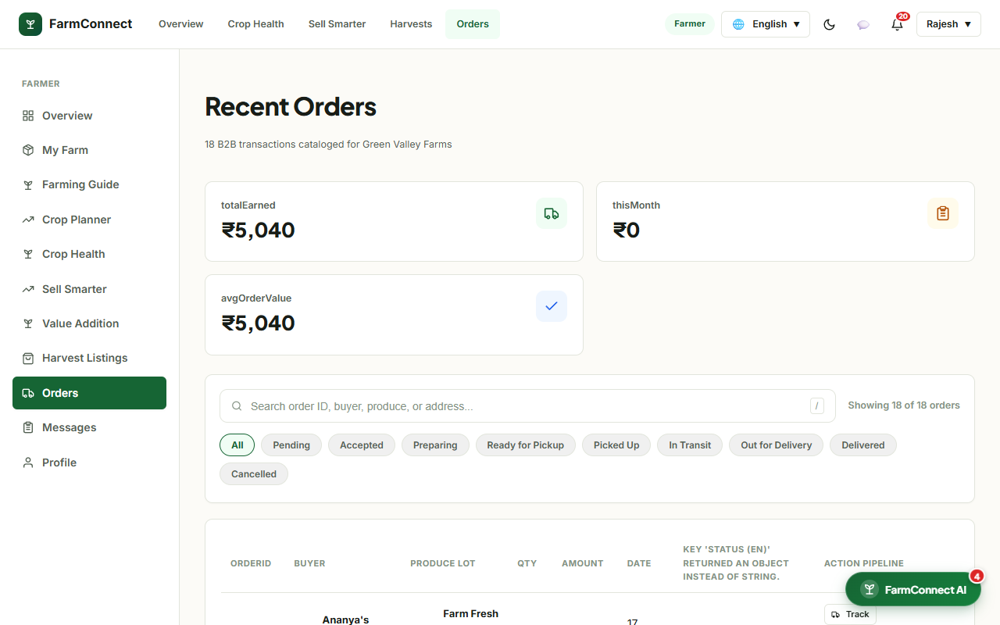 FarmConnect
Overview
Crop Health
Sell Smarter
Harvests
Orders
Farmer
English ▼
20
Rajesh ▼
FARMER
Overview
My Farm
Farming Guide
Crop Planner
Crop Health
Sell Smarter
Value Addition
Harvest Listings
Orders
Messages
Profile
Recent Orders
18 B2B transactions cataloged for Green Valley Farms
totalEarned
₹5,040
thisMonth
₹0
avgOrderValue
₹5,040
Search order ID, buyer, produce, or address...
/
Showing 18 of 18 orders
All
Pending
Accepted
Preparing
Ready for Pickup
Picked Up
In Transit
Out for Delivery
Delivered
Cancelled
ORDERID
BUYER
PRODUCE LOT
QTY
AMOUNT
DATE
KEY 'STATUS (EN)'
RETURNED AN OBJECT
INSTEAD OF STRING.
ACTION PIPELINE
Ananya's
Farm Fresh
17
Track
FarmConnect AI
4